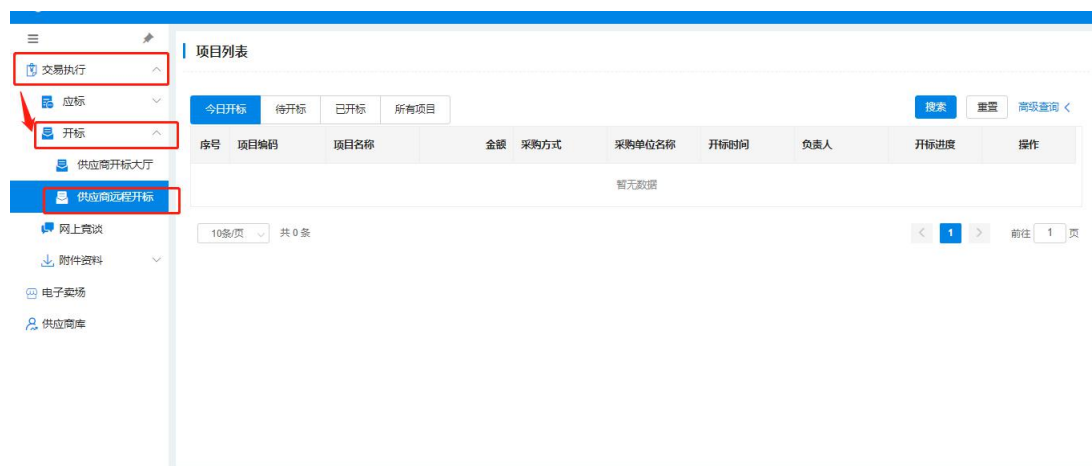 项目列表
交易执行
应标
开标
供应商开标大厅
供应商远程开标
网上竞谈
附件资料
电子卖场
供应商库
今日开标 待开标 已开标 所有项目 搜索 重置 高级查询
序号 项目编码 项目名称 金额 采购方式 采购单位名称 开标时间 负责人 开标进度 操作
暂无数据
10条/页 共 0 条 1 前往 1 页